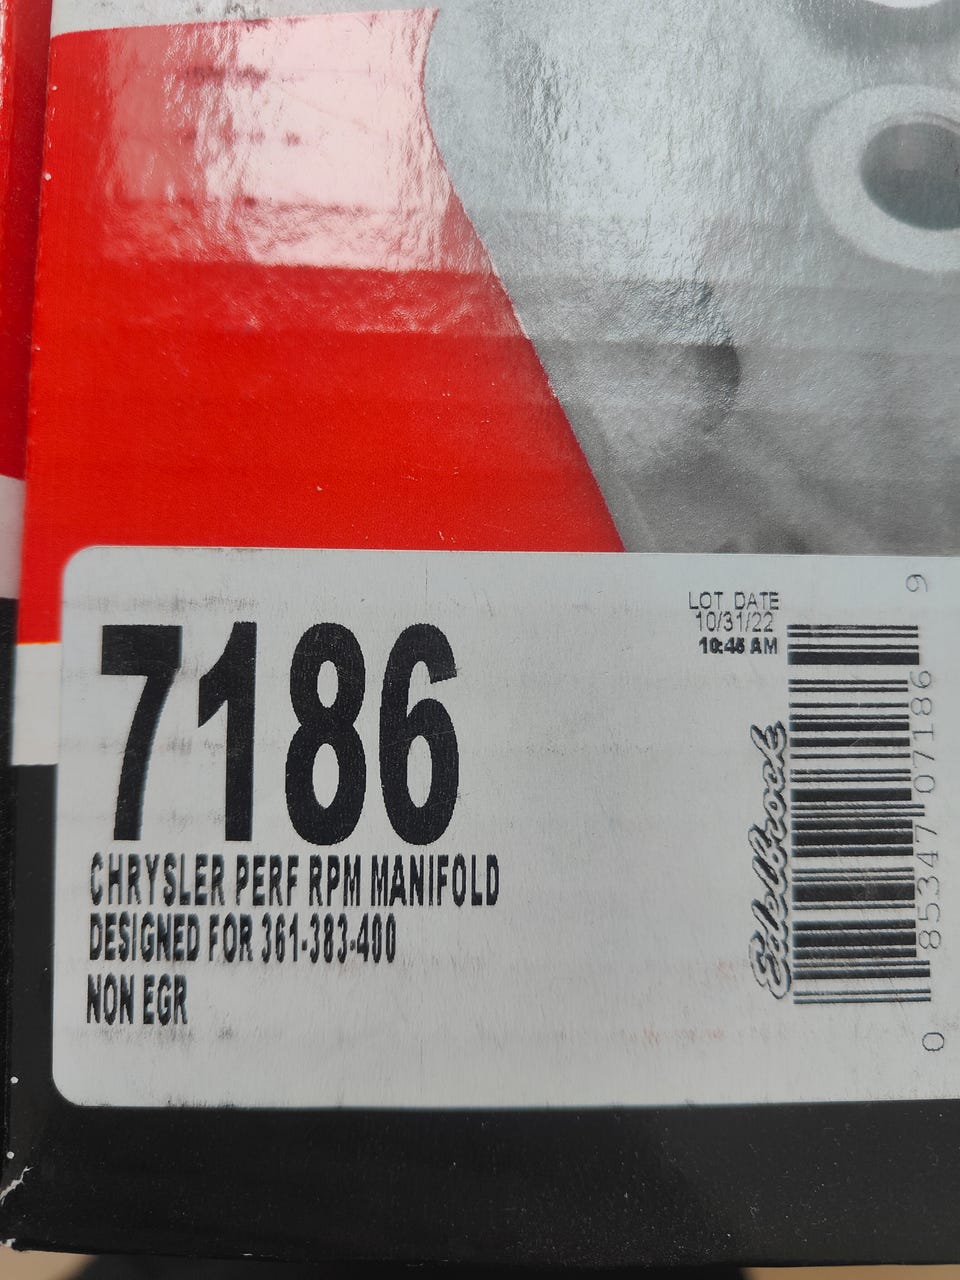 7186
CHRYSLER PERF RPM MANIFOLD
DESIGNED FOR 361-383-400
NON EGR
LOT DATE
10/31/22
10:45 AM
Edelbrock
0 85347 07186 9